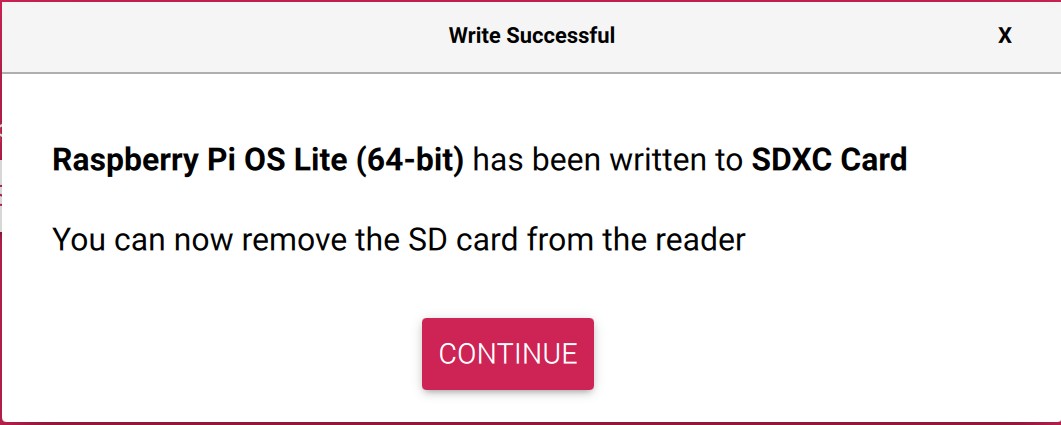 Write Successful X
Raspberry Pi OS Lite (64-bit) has been written to SDXC Card
You can now remove the SD card from the reader
CONTINUE